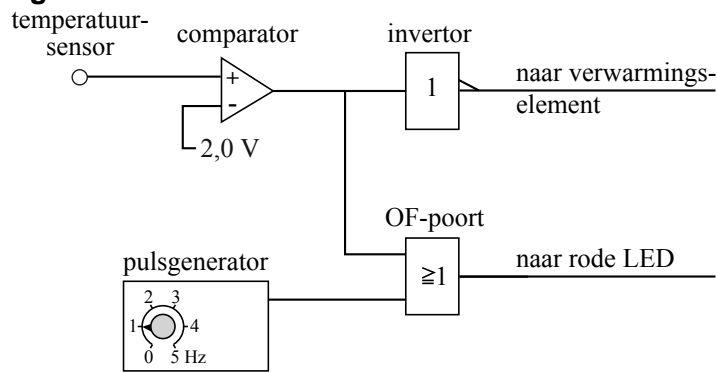 temperatuur-
sensor
comparator
invertor
+
-
2,0 V
1
naar verwarmings-
element
OF-poort
≧1
naar rode LED
pulsgenerator
2 3
1 4
0 5 Hz